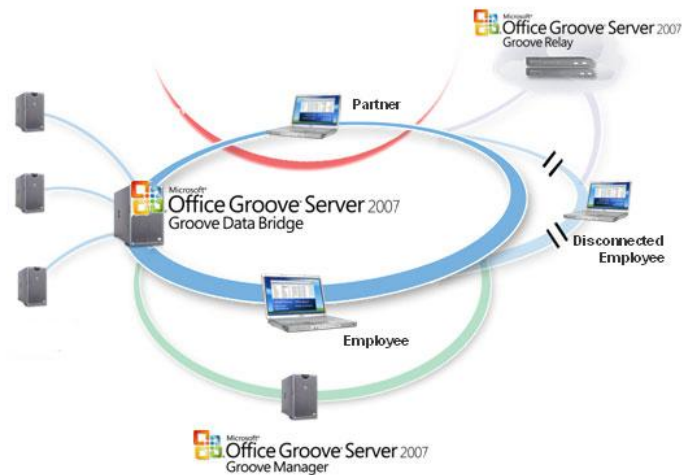 Microsoft®
Office Groove Server 2007
Groove Relay
Partner
Microsoft®
Office Groove Server 2007
Groove Data Bridge
Disconnected
Employee
Employee
Microsoft®
Office Groove Server 2007
Groove Manager